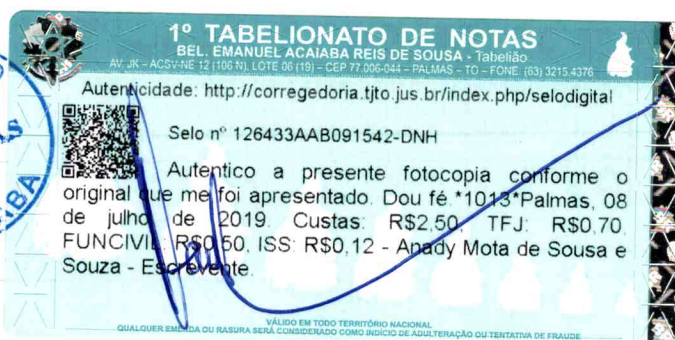 1º TABELIONATO DE NOTAS
BEL. EMANUEL ACAIABA REIS DE SOUSA - Tabelião
AV. JK – ACSV-NE 12 (106 N), LOTE 06 (19) – CEP 77.006-044 – PALMAS – TO – FONE: (63) 3215.4376
Autenticidade: http://corregedoria.tjto.jus.br/index.php/selodigital
Selo nº 126433AAB091542-DNH
Autentico a presente fotocopia conforme o
original que me foi apresentado. Dou fé.*1013*Palmas, 08
de julho de 2019. Custas: R$2,50, TFJ: R$0,70,
FUNCIVIL: R$0,50, ISS: R$0,12 - Anady Mota de Sousa e
Souza - Escrevente.
VÁLIDO EM TODO TERRITÓRIO NACIONAL
QUALQUER EMENDA OU RASURA SERÁ CONSIDERADO COMO INDÍCIO DE ADULTERAÇÃO OU TENTATIVA DE FRAUDE